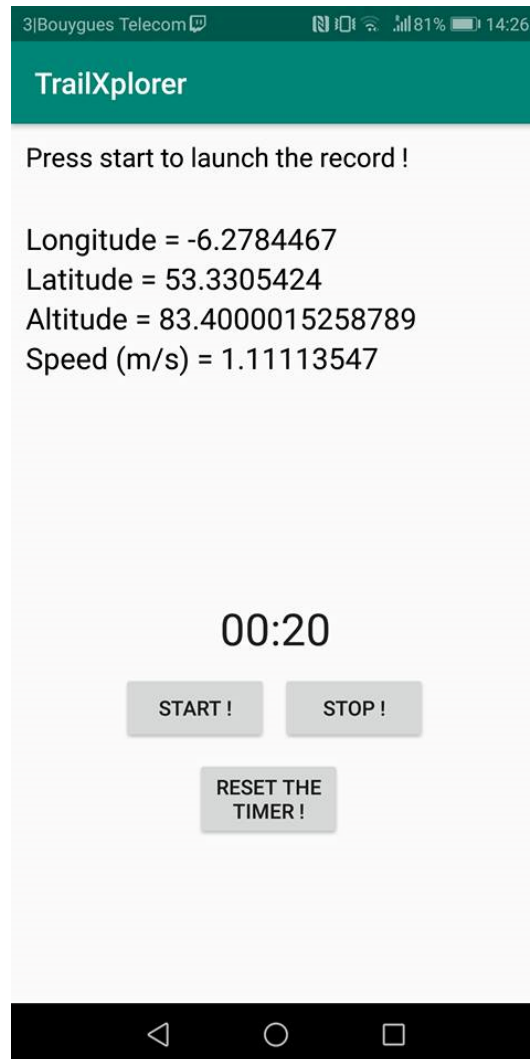 3|Bouygues Telecom 81% 14:26
TrailXplorer
Press start to launch the record !
Longitude = -6.2784467
Latitude = 53.3305424
Altitude = 83.4000015258789
Speed (m/s) = 1.11113547
00:20
START ! STOP !
RESET THE
TIMER !